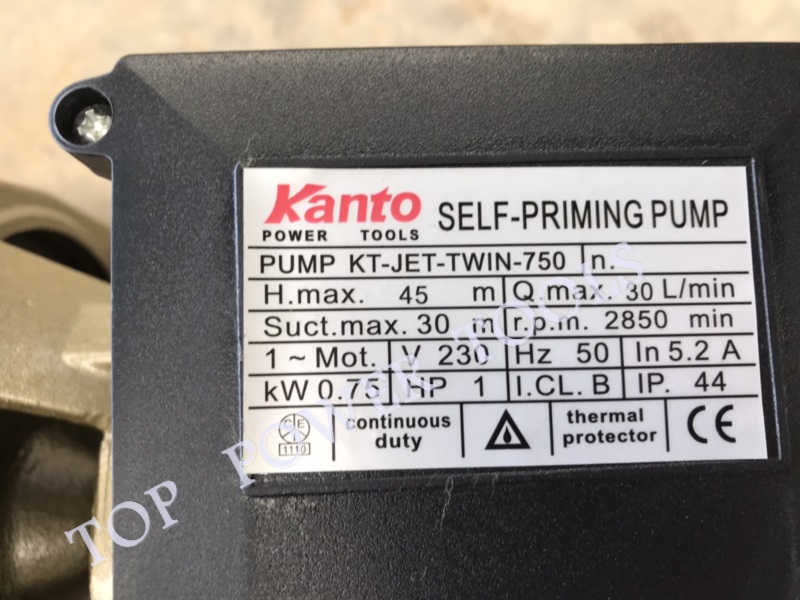 Kanto
POWER TOOLS
SELF-PRIMING PUMP
PUMP KT-JET-TWIN-750 n.
H.max. 45 m Q.max. 30 L/min
Suct.max. 30 m r.p.m. 2850 min
1 ~ Mot. V 230 Hz 50 In 5.2 A
kW 0.75 HP 1 I.CL. B IP. 44
C E
1110
continuous
duty
thermal
protector
CE
TOP POWER TOOLS